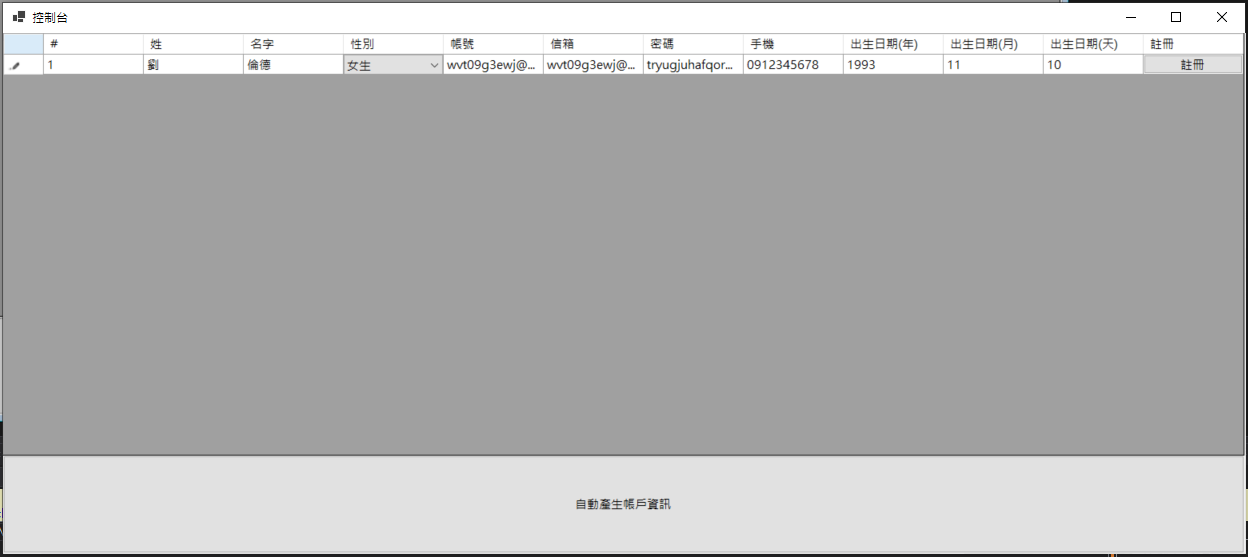 控制台
# 姓 名字 性別 帳號 信箱 密碼 手機 出生日期(年) 出生日期(月) 出生日期(天) 註冊
1 劉 倫德 女生 wvt09g3ewj@... wvt09g3ewj@... tryugjuhafqor... 0912345678 1993 11 10 註冊
自動產生帳戶資訊